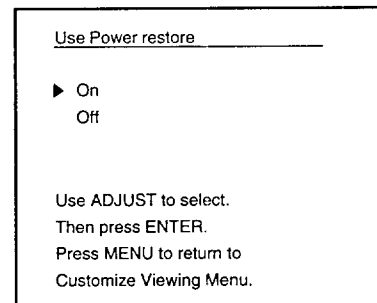 Use Power restore
▶ On
Off
Use ADJUST to select.
Then press ENTER.
Press MENU to return to
Customize Viewing Menu.